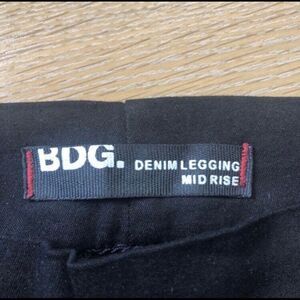 BDG. DENIM LEGGING
MID RISE